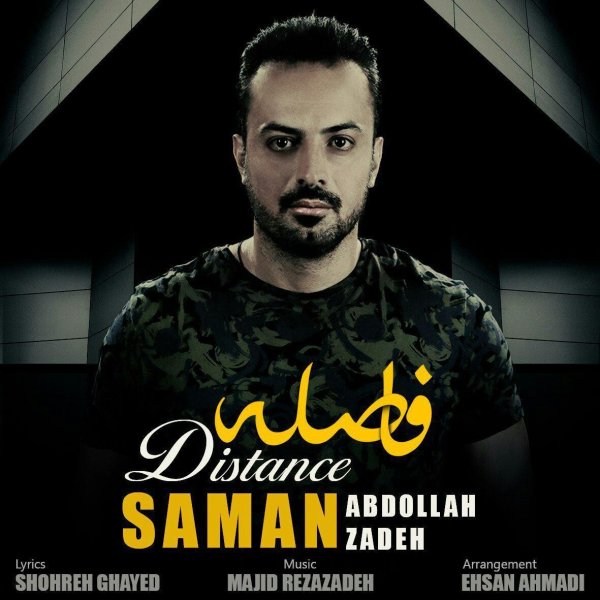 فاصله
Distance
SAMAN ABDOLLAH
ZADEH
Lyrics Music Arrangement
SHOHREH GHAYED MAJID REZAZADEH EHSAN AHMADI